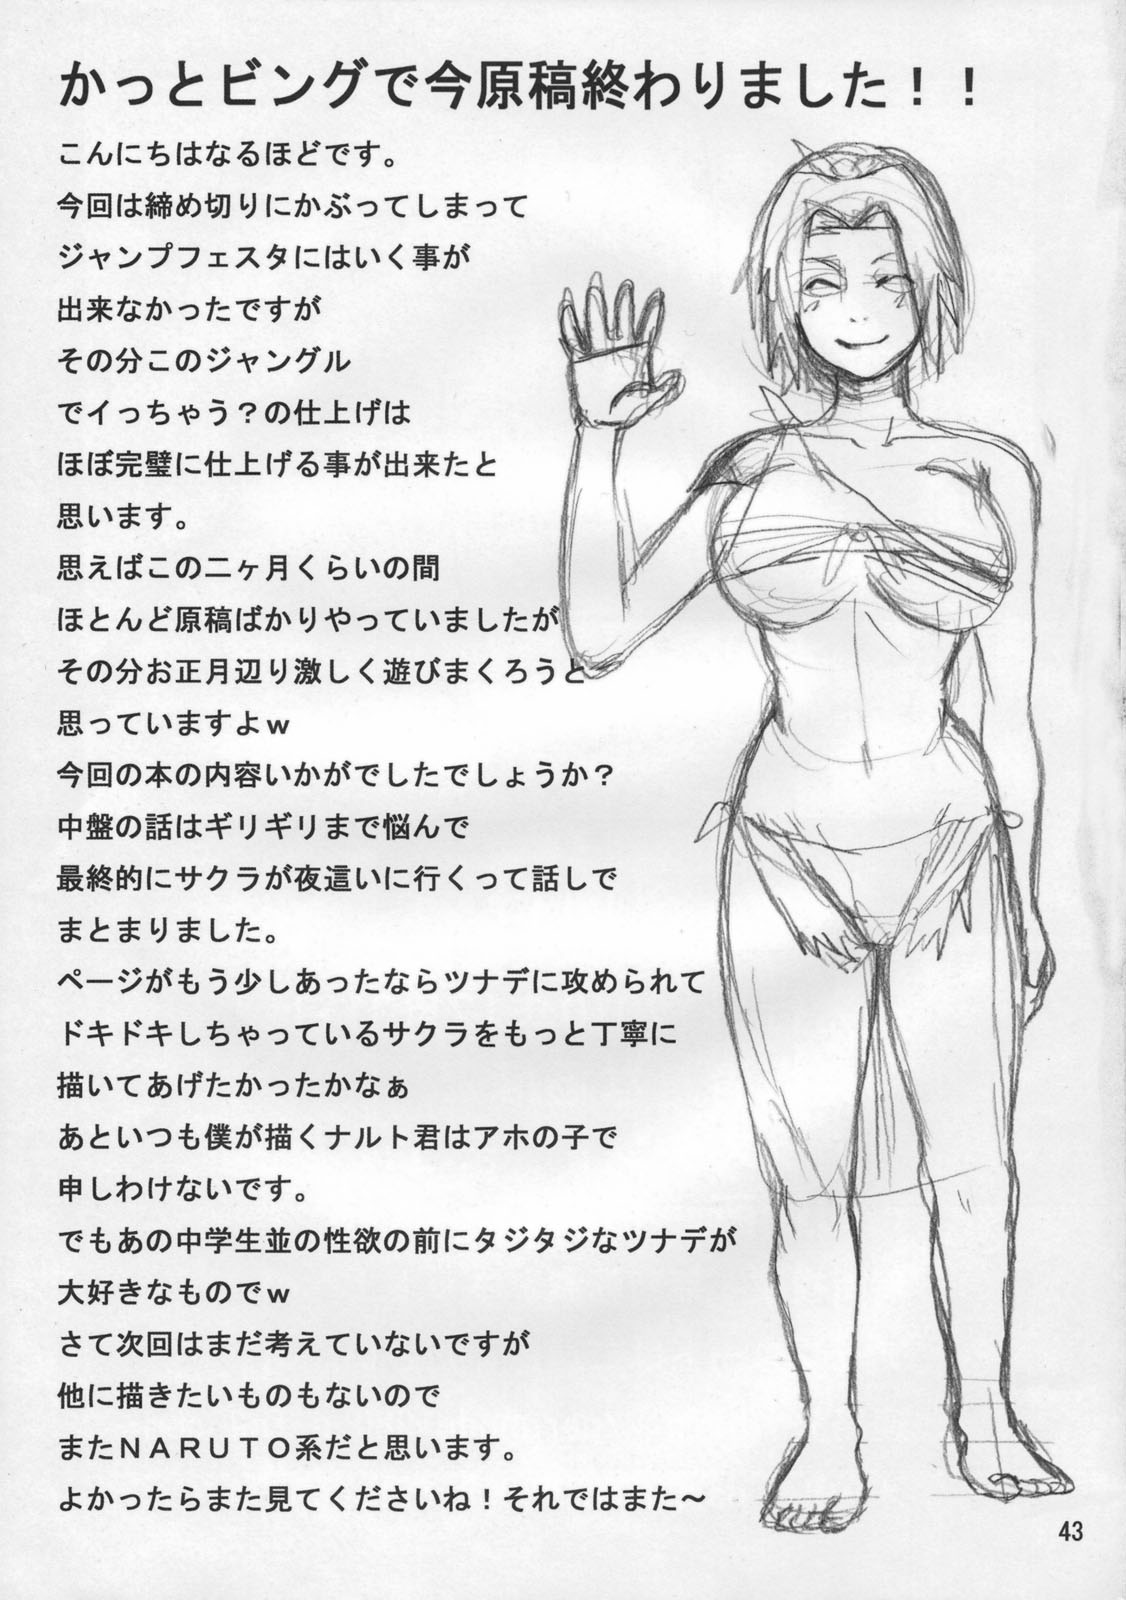 かっとビングで今原稿終わりました！！
こんにちはなるほどです。
今回は締め切りにかぶってしまって
ジャンプフェスタにはいく事が
出来なかったですが
その分このジャングル
でイっちゃう？の仕上げは
ほぼ完璧に仕上げる事が出来たと
思います。
思えばこの二ヶ月くらいの間
ほとんど原稿ばかりやっていましたが
その分お正月辺り激しく遊びまくろうと
思っていますよｗ
今回の本の内容いかがでしたでしょうか？
中盤の話はギリギリまで悩んで
最終的にサクラが夜這いに行くって話しで
まとまりました。
ページがもう少しあったならツナデに攻められて
ドキドキしちゃっているサクラをもっと丁寧に
描いてあげたかったかなぁ
あといつも僕が描くナルト君はアホの子で
申しわけないです。
でもあの中学生並の性欲の前にタジタジなツナデが
大好きなものでｗ
さて次回はまだ考えていないですが
他に描きたいものもないので
またＮＡＲＵＴＯ系だと思います。
よかったらまた見てくださいね！それではまた～
43